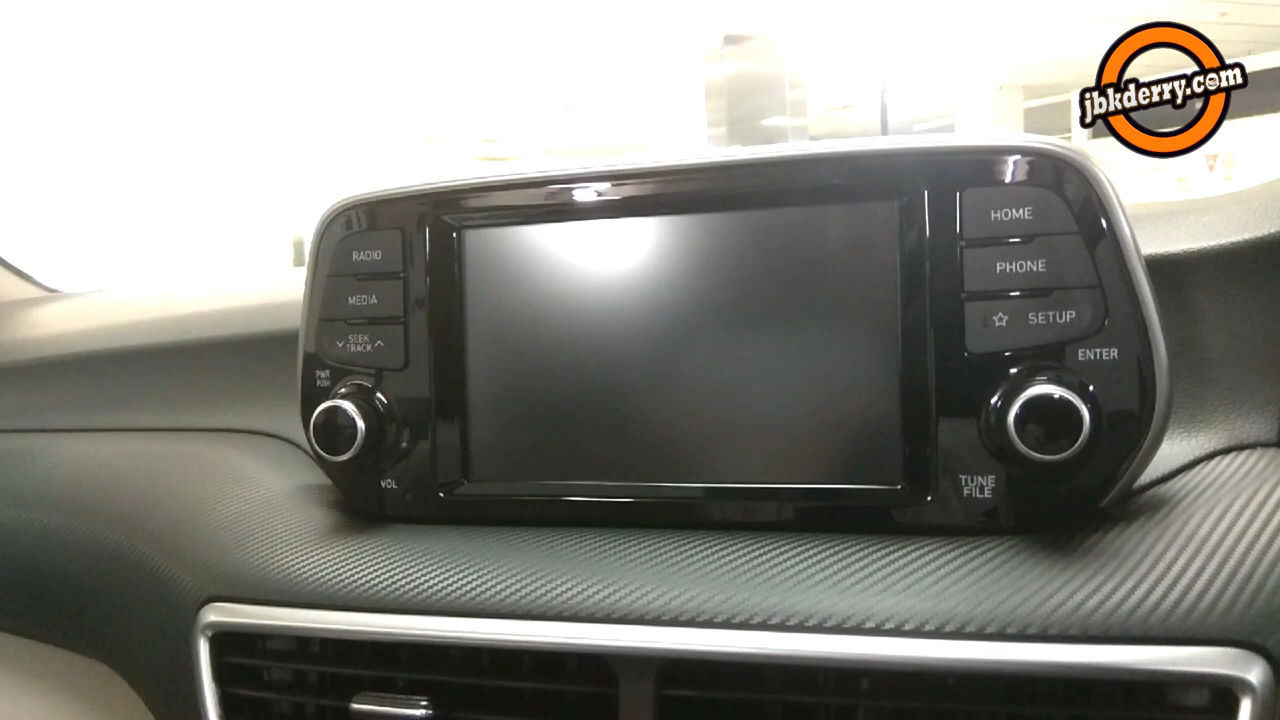 jbkderry.com
RADIO
MEDIA
SEEK
TRACK
PWR
PUSH
VOL
HOME
PHONE
☆ SETUP
ENTER
TUNE
FILE